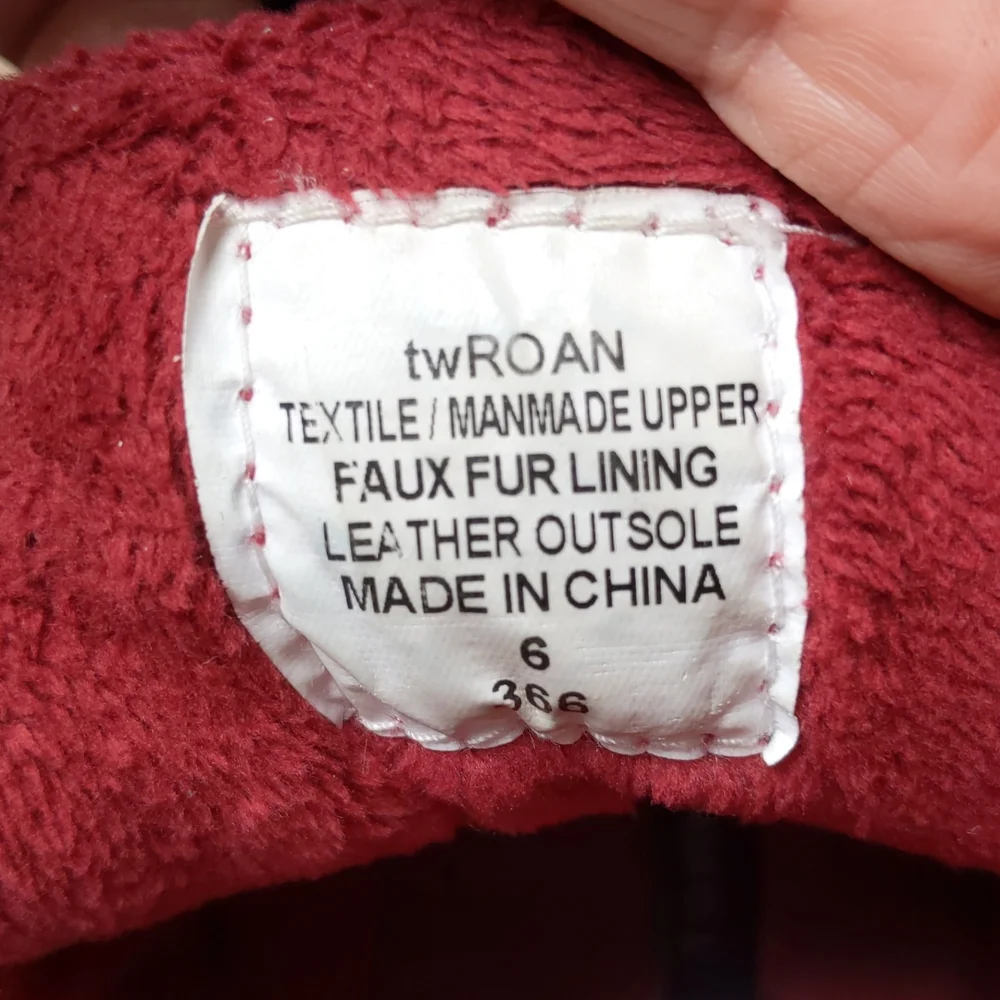 twROAN
TEXTILE / MANMADE UPPER
FAUX FUR LINING
LEATHER OUTSOLE
MADE IN CHINA
6
366